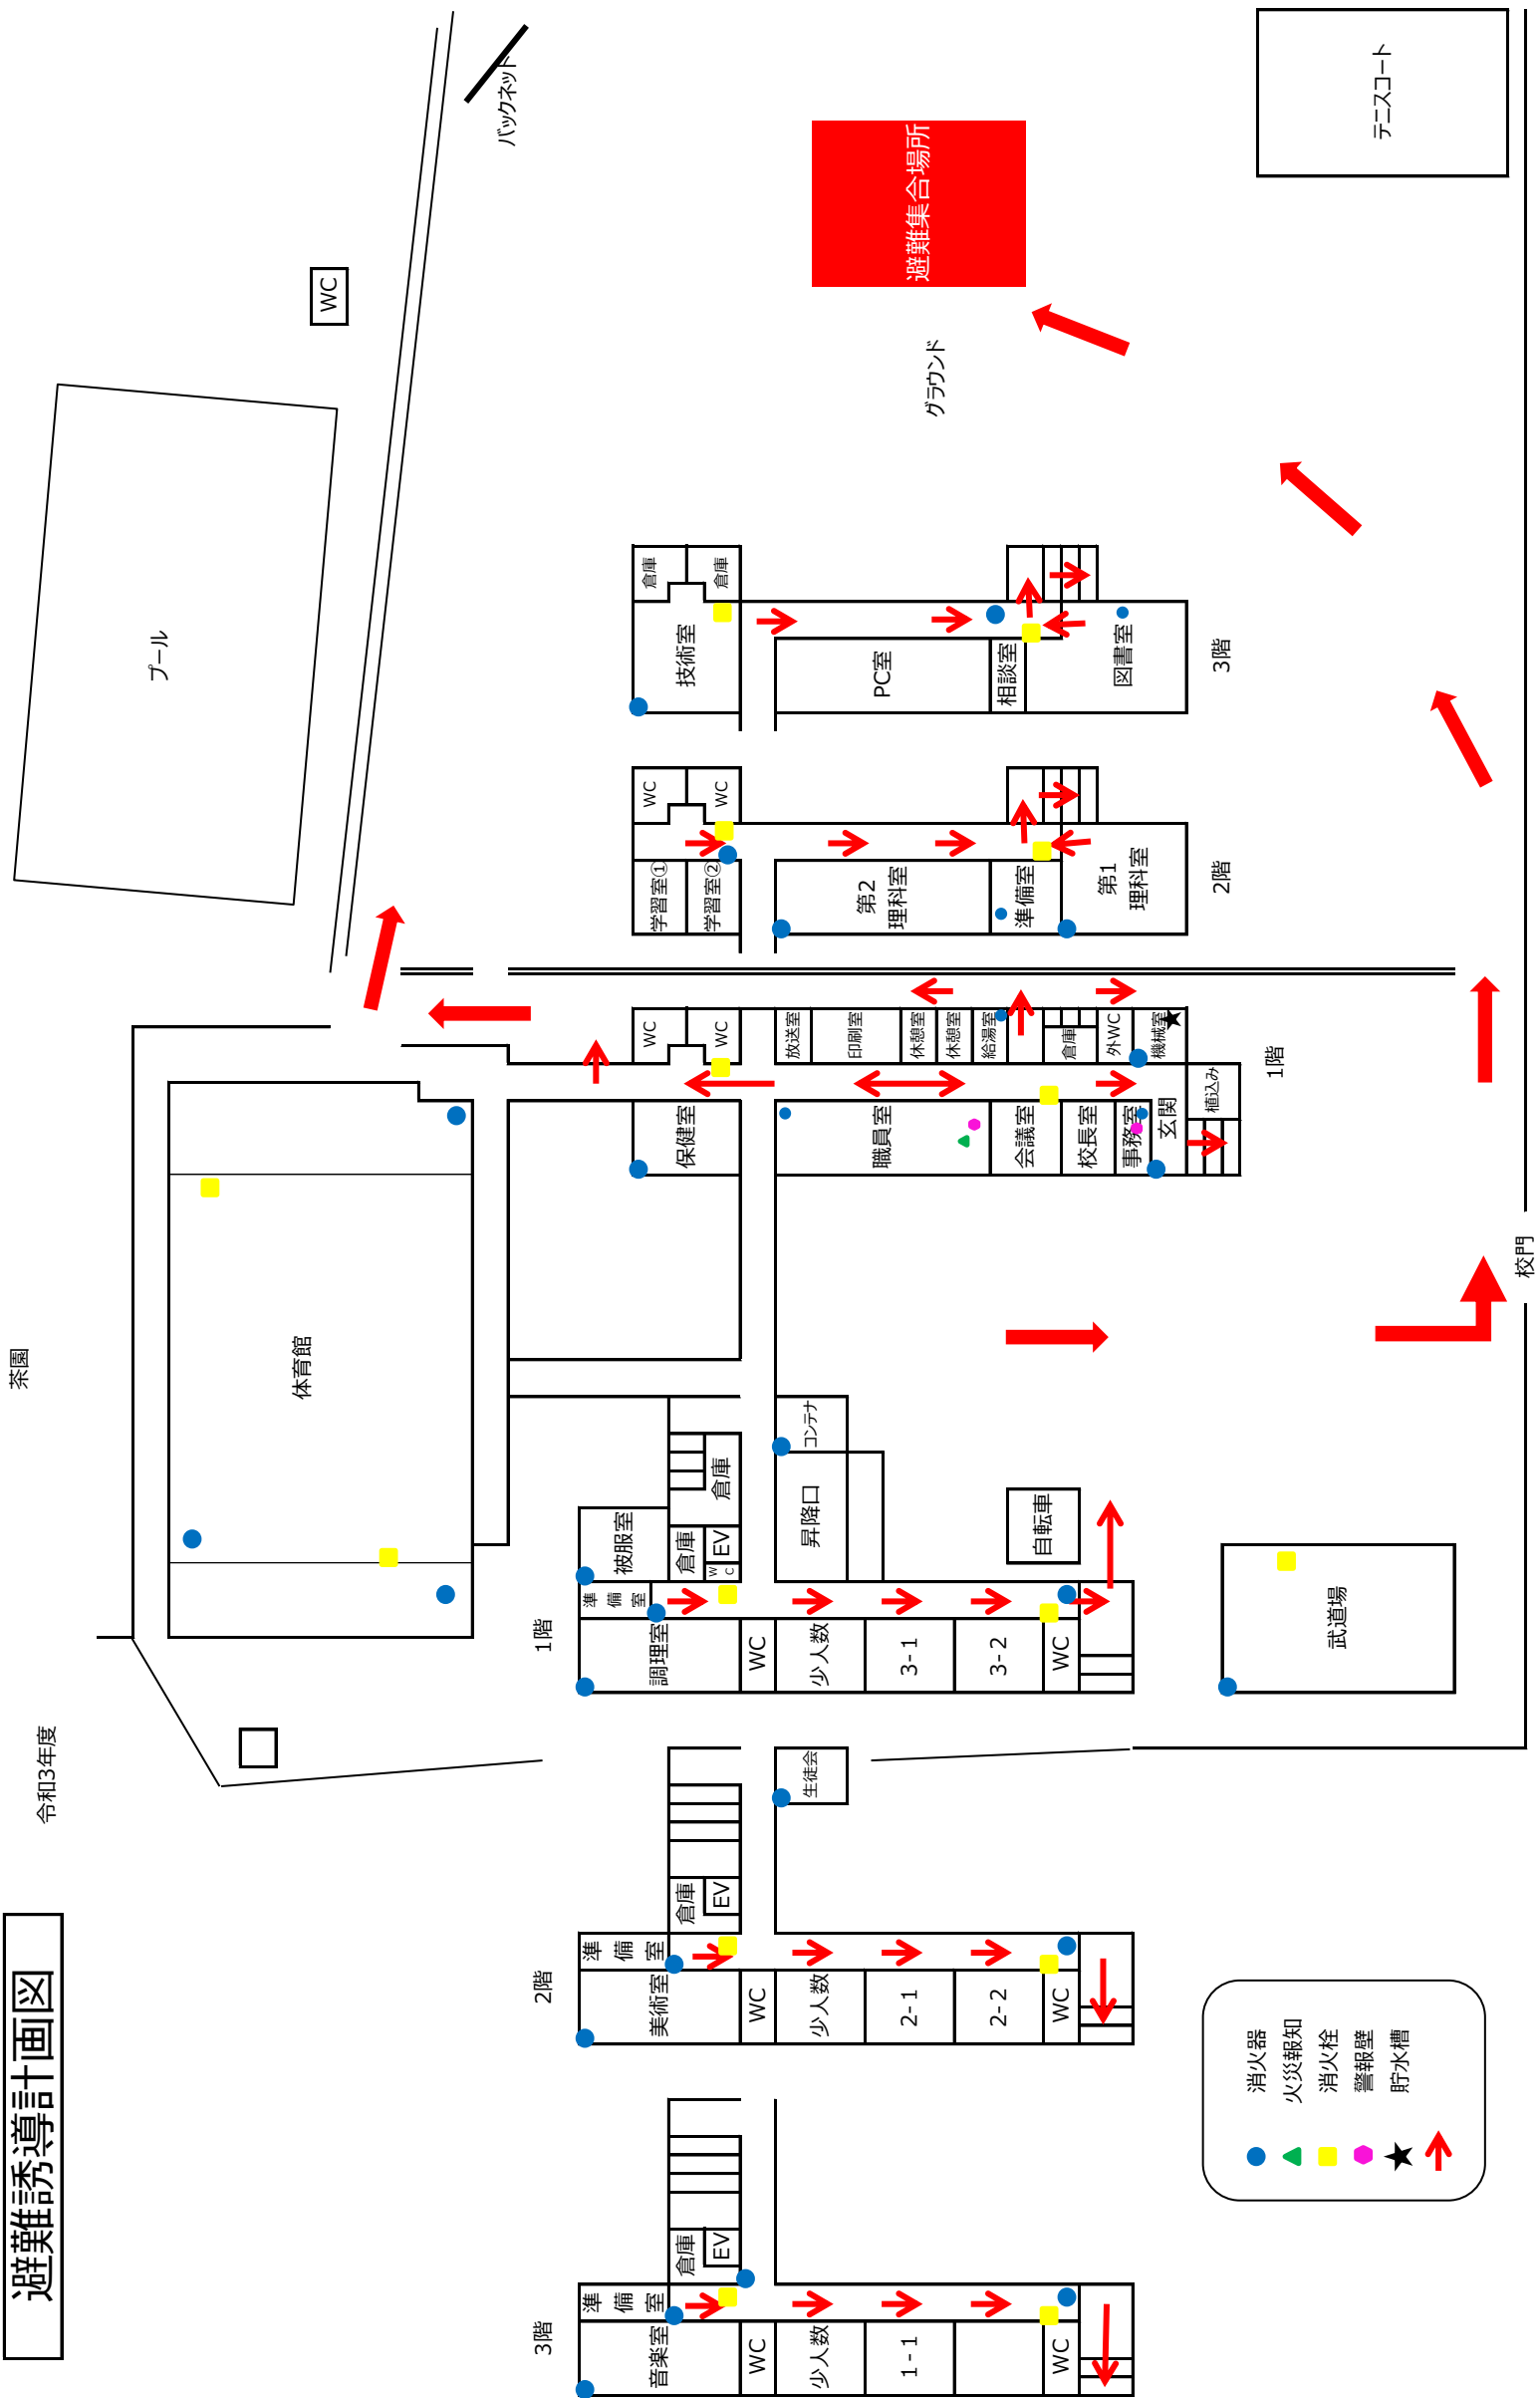 避難誘導計画図
令和3年度
茶園
プール
WC
バックネット
体育館
避難集合場所
グラウンド
テニスコート
校門
3階
準備室
音楽室
倉庫
EV
WC
少人数
1-1
WC
2階
準備室
美術室
倉庫
EV
WC
少人数
2-1
2-2
WC
生徒会
1階
準備室
調理室
被服室
倉庫
WC
EV
倉庫
WC
少人数
3-1
3-2
WC
昇降口
コンテナ
自転車
武道場
WC
WC
保健室
放送室
印刷室
休憩室
休憩室
給湯室
倉庫
外WC
機械室
職員室
会議室
校長室
事務室
玄関
植込み
1階
WC
WC
学習室①
学習室②
第2
理科室
準備室
第1
理科室
2階
倉庫
倉庫
技術室
PC室
相談室
図書室
3階
消火器
火災報知
消火栓
警報壁
貯水槽